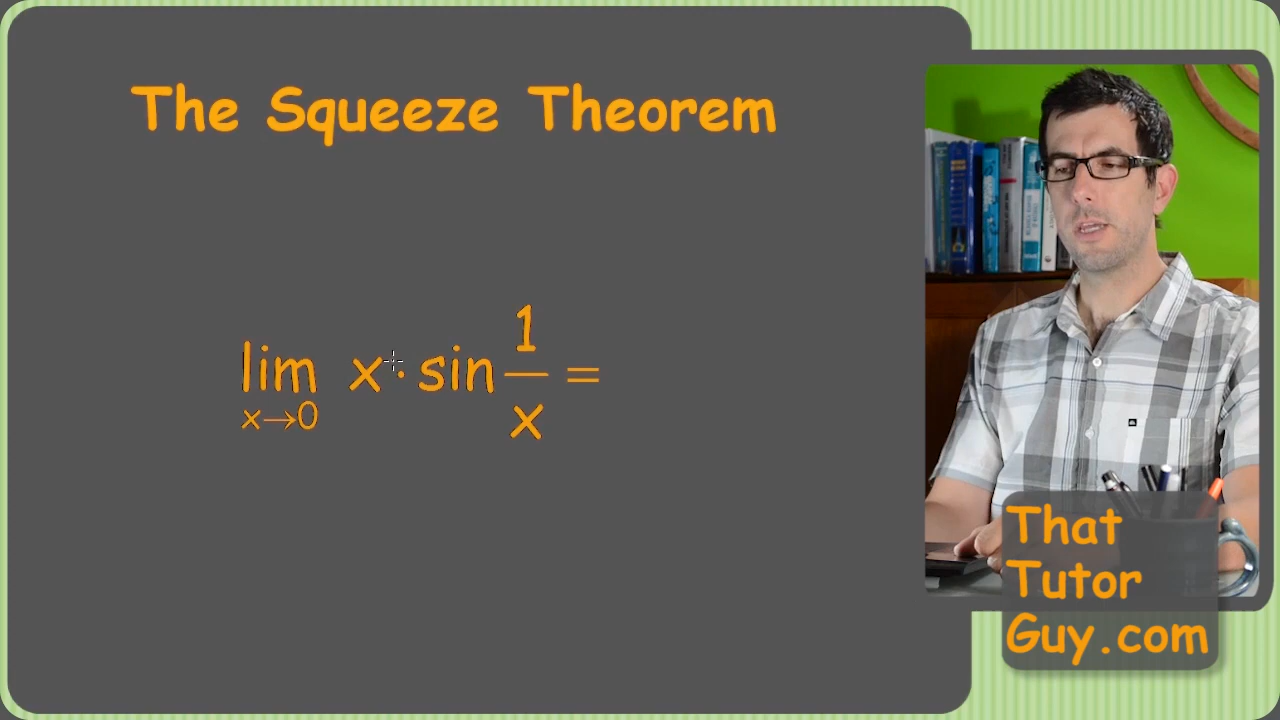 The Squeeze Theorem
lim x→0 x · sin 1/x =
That
Tutor
Guy.com